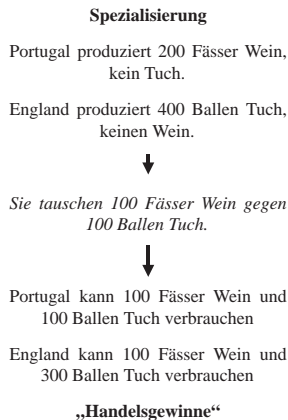 Spezialisierung
Portugal produziert 200 Fässer Wein,
kein Tuch.
England produziert 400 Ballen Tuch,
keinen Wein.
Sie tauschen 100 Fässer Wein gegen
100 Ballen Tuch.
Portugal kann 100 Fässer Wein und
100 Ballen Tuch verbrauchen
England kann 100 Fässer Wein und
300 Ballen Tuch verbrauchen
„Handelsgewinne“